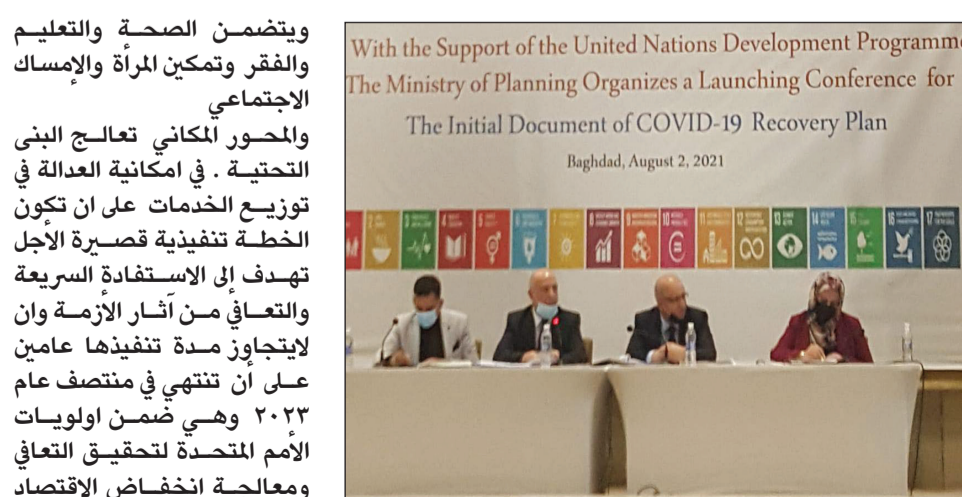 ويتضمن الصحة والتعليم
والفقر وتمكين المرأة والإمساك
الاجتماعي
والمحور المكاني تعالج البنى
التحتية . في امكانية العدالة في
توزيع الخدمات على ان تكون
الخطة تنفيذية قصيرة الأجل
تهدف إلى الاستفادة السريعة
والتعافي من آثار الأزمة وان
لايتجاوز مدة تنفيذها عامين
على أن تنتهي في منتصف عام
٢٠٢٣ وهي ضمن اولويات
الأمم المتحدة لتحقيق التعافي
ومعالجة انخفاض الاقتصاد
With the Support of the United Nations Development Programme
The Ministry of Planning Organizes a Launching Conference for
The Initial Document of COVID-19 Recovery Plan
Baghdad, August 2, 2021